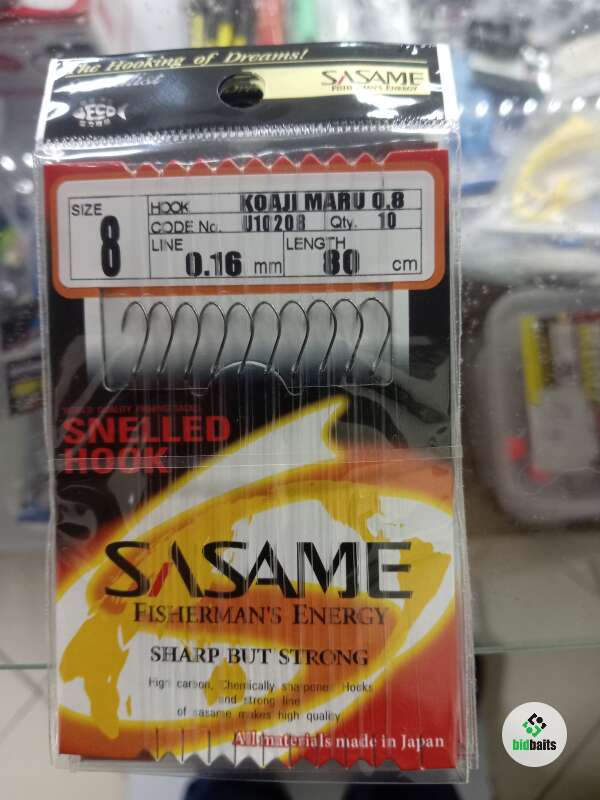 The Hooking of Dreams!
SASAME
FISHERMAN'S ENERGY
SIZE
8
HOOK KOAJI MARU 0.8
CODE No. U10208 Qty. 10
LINE 0.16 mm LENGTH 80 cm
SNELLED
HOOK
SASAME
FISHERMAN'S ENERGY
SHARP BUT STRONG
High carbon, Chemically sharpened Hooks
and strong line
of sasame makes high quality
All materials made in Japan
bidbaits